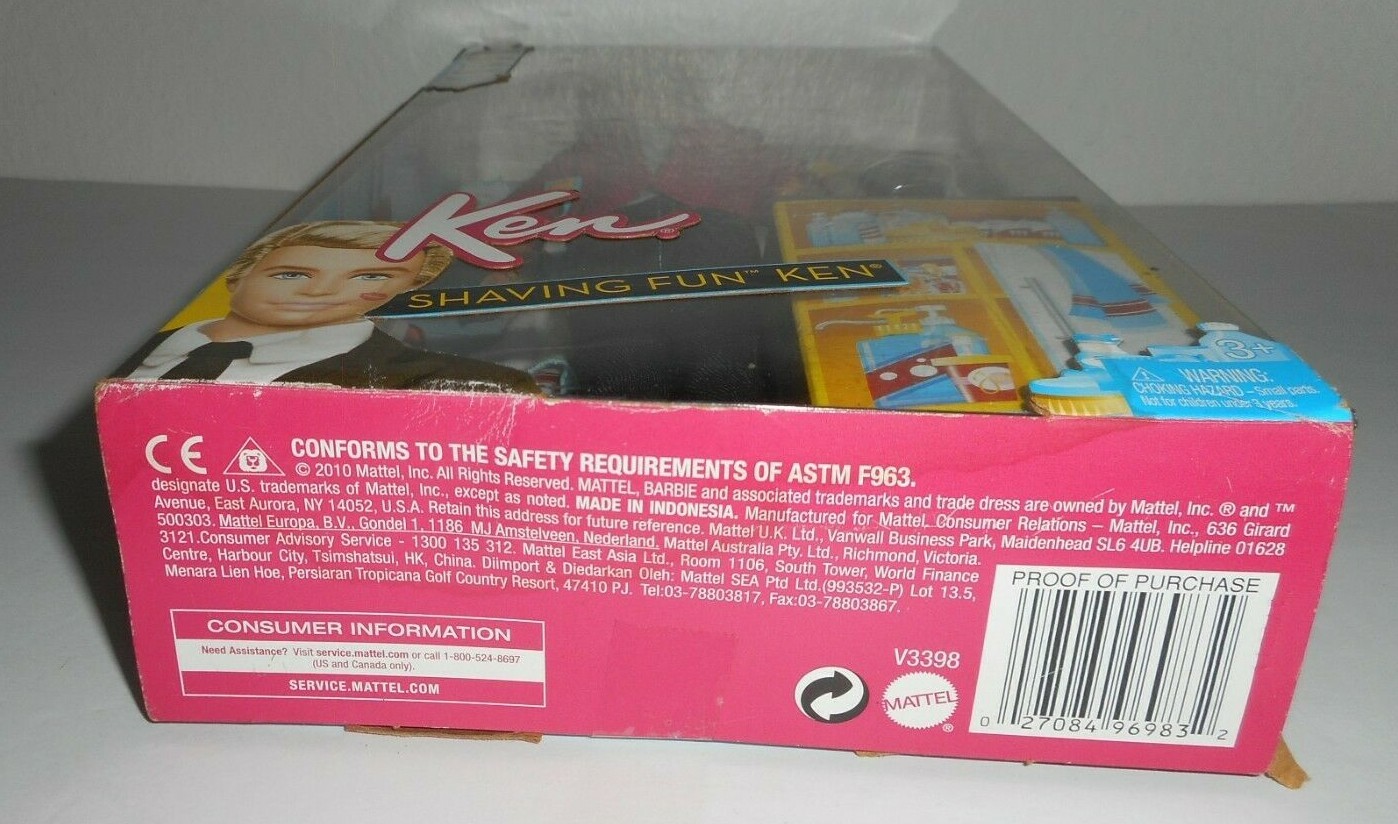 Ken®
SHAVING FUN™ KEN®
3+
WARNING:
CHOKING HAZARD - Small parts.
Not for children under 3 years.
CE
CONFORMS TO THE SAFETY REQUIREMENTS OF ASTM F963.
© 2010 Mattel, Inc. All Rights Reserved. MATTEL, BARBIE and associated trademarks and trade dress are owned by Mattel, Inc. ® and ™
designate U.S. trademarks of Mattel, Inc., except as noted. MADE IN INDONESIA. Manufactured for Mattel. Consumer Relations – Mattel, Inc., 636 Girard
Avenue, East Aurora, NY 14052, U.S.A. Retain this address for future reference. Mattel U.K. Ltd., Vanwall Business Park, Maidenhead SL6 4UB. Helpline 01628
500303. Mattel Europa, B.V., Gondel 1, 1186 MJ Amstelveen, Nederland. Mattel Australia Pty. Ltd., Richmond, Victoria.
3121.Consumer Advisory Service - 1300 135 312. Mattel East Asia Ltd., Room 1106, South Tower, World Finance
Centre, Harbour City, Tsimshatsui, HK, China. Diimport & Diedarkan Oleh: Mattel SEA Ptd Ltd.(993532-P) Lot 13.5,
Menara Lien Hoe, Persiaran Tropicana Golf Country Resort, 47410 PJ. Tel:03-78803817, Fax:03-78803867.
CONSUMER INFORMATION
Need Assistance? Visit service.mattel.com or call 1-800-524-8697
(US and Canada only).
SERVICE.MATTEL.COM
V3398
MATTEL®
PROOF OF PURCHASE
0 27084 96983 2